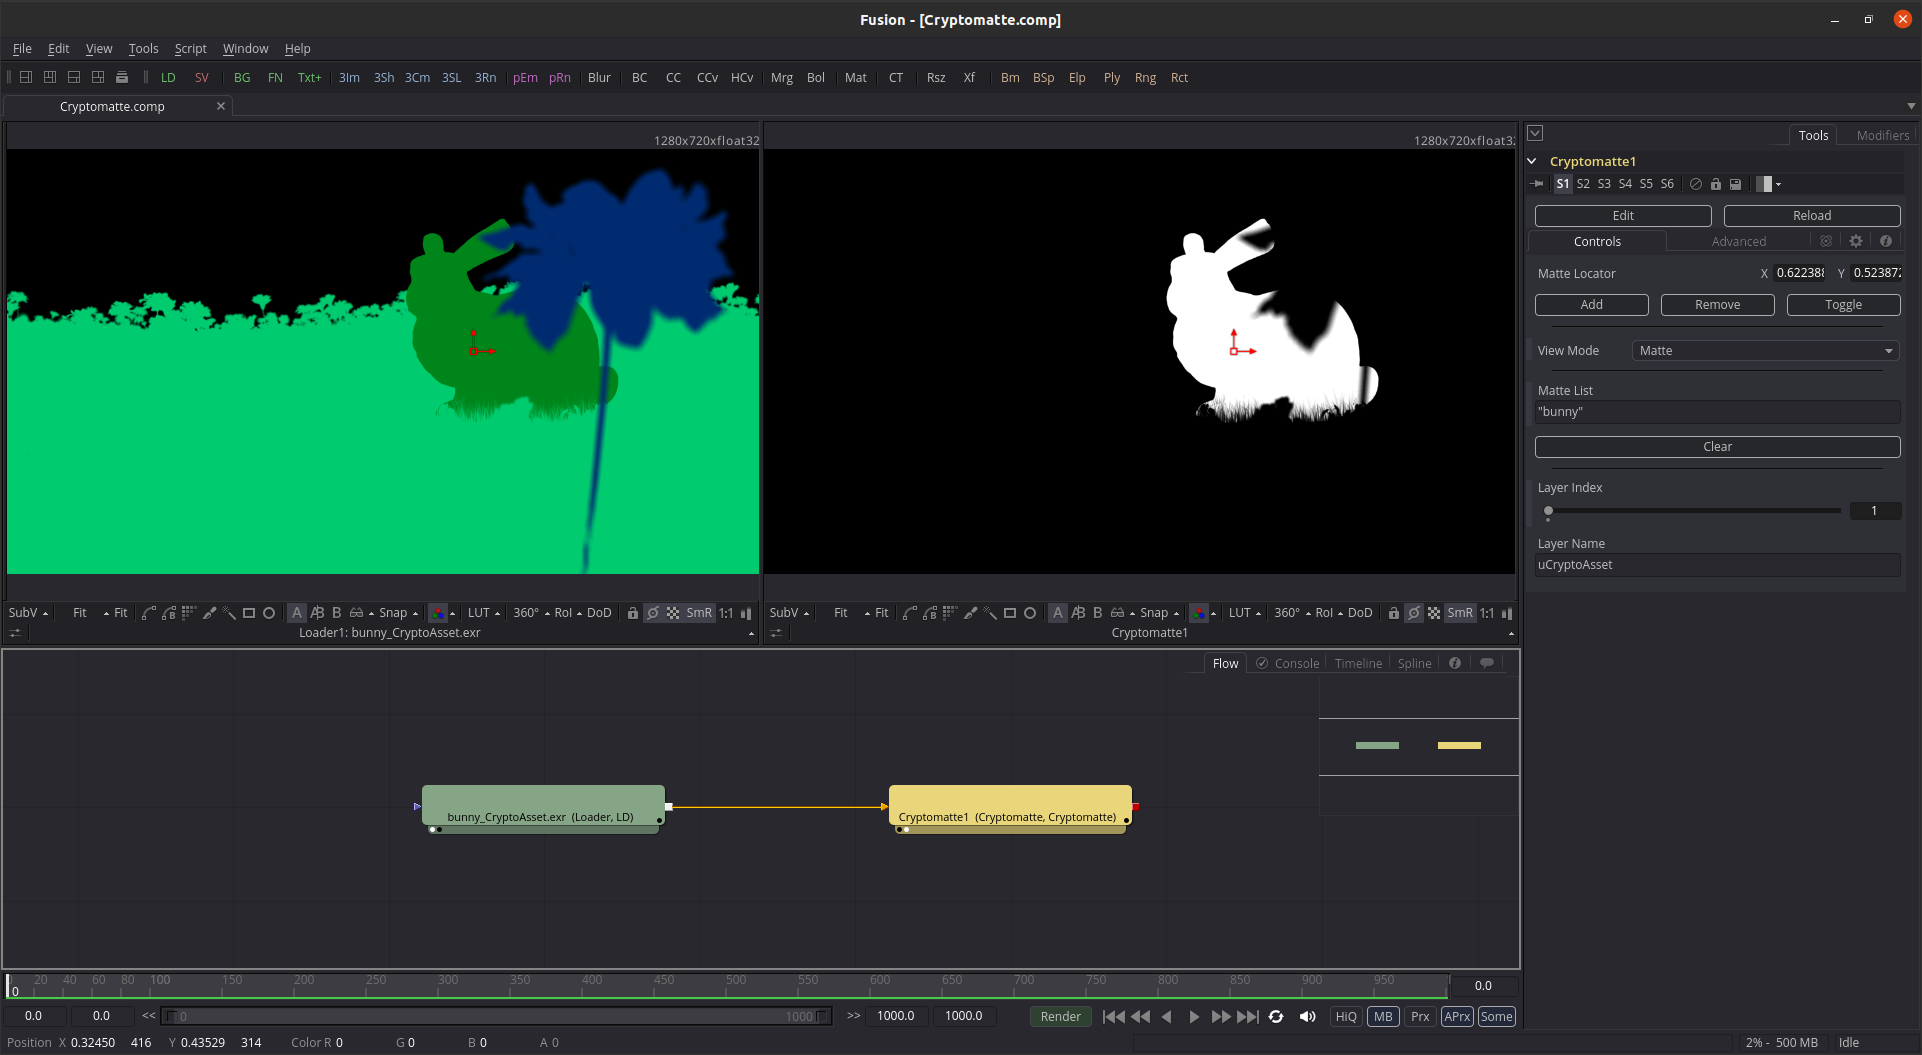 Fusion - [Cryptomatte.comp]
File Edit View Tools Script Window Help
LD SV BG FN Txt+ 3Im 3Sh 3Cm 3SL 3Rn pEm pRn Blur BC CC CCv HCv Mrg Bol Mat CT Rsz Xf Bm BSp Elp Ply Rng Rct
Cryptomatte.comp
1280x720xfloat32
1280x720xfloat32
Tools Modifiers
Cryptomatte1
S1 S2 S3 S4 S5 S6
Edit Reload
Controls Advanced
Matte Locator X 0.622388 Y 0.523872
Add Remove Toggle
View Mode Matte
Matte List
"bunny"
Clear
Layer Index
1
Layer Name
uCryptoAsset
SubV Fit Fit A B Snap LUT 360° RoI DoD SmR 1:1
Loader1: bunny_CryptoAsset.exr
SubV Fit Fit A B Snap LUT 360° RoI DoD SmR 1:1
Cryptomatte1
Flow Console Timeline Spline
bunny_CryptoAsset.exr (Loader, LD)
Cryptomatte1 (Cryptomatte, Cryptomatte)
0 20 40 60 80 100 150 200 250 300 350 400 450 500 550 600 650 700 750 800 850 900 950
0.0
0.0 0.0 << 0 1000 >> 1000.0 1000.0 Render HiQ MB Prx APrx Some
Position X 0.32450 416 Y 0.43529 314 Color R 0 G 0 B 0 A 0 2% - 500 MB Idle